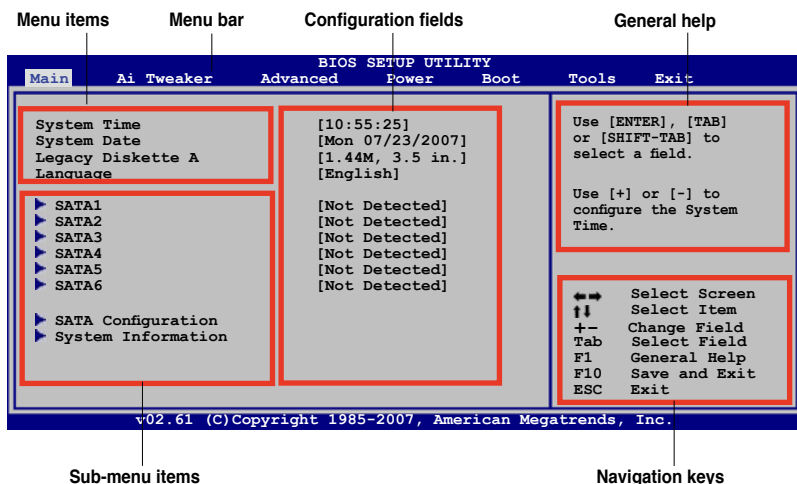 Menu items Menu bar Configuration fields General help
BIOS SETUP UTILITY
Main Ai Tweaker Advanced Power Boot Tools Exit
System Time [10:55:25]
System Date [Mon 07/23/2007]
Legacy Diskette A [1.44M, 3.5 in.]
Language [English]
SATA1 [Not Detected]
SATA2 [Not Detected]
SATA3 [Not Detected]
SATA4 [Not Detected]
SATA5 [Not Detected]
SATA6 [Not Detected]
SATA Configuration
System Information
Use [ENTER], [TAB]
or [SHIFT-TAB] to
select a field.
Use [+] or [-] to
configure the System
Time.
←→ Select Screen
↑↓ Select Item
+- Change Field
Tab Select Field
F1 General Help
F10 Save and Exit
ESC Exit
v02.61 (C)Copyright 1985-2007, American Megatrends, Inc.
Sub-menu items Navigation keys